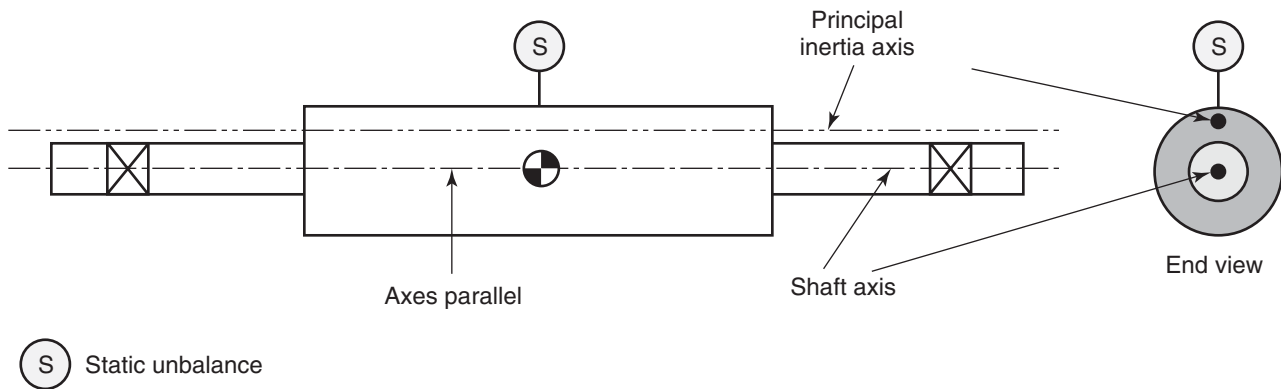 S
Principal
inertia axis
S
Axes parallel
Shaft axis
End view
S Static unbalance